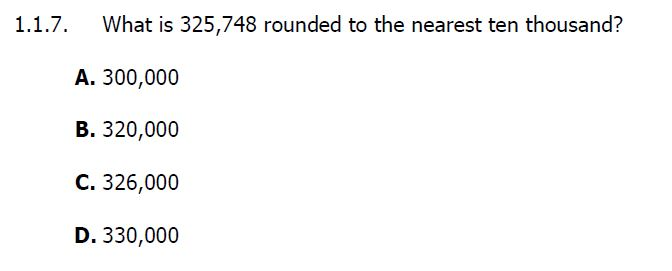 1.1.7. What is 325,748 rounded to the nearest ten thousand?
A. 300,000
B. 320,000
C. 326,000
D. 330,000